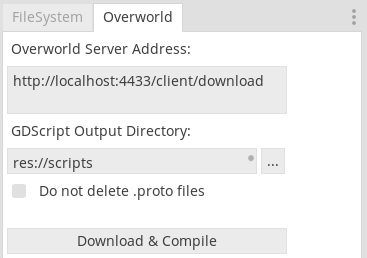 FileSystem Overworld
Overworld Server Address:
http://localhost:4433/client/download
GDScript Output Directory:
res://scripts ...
Do not delete .proto files
Download & Compile